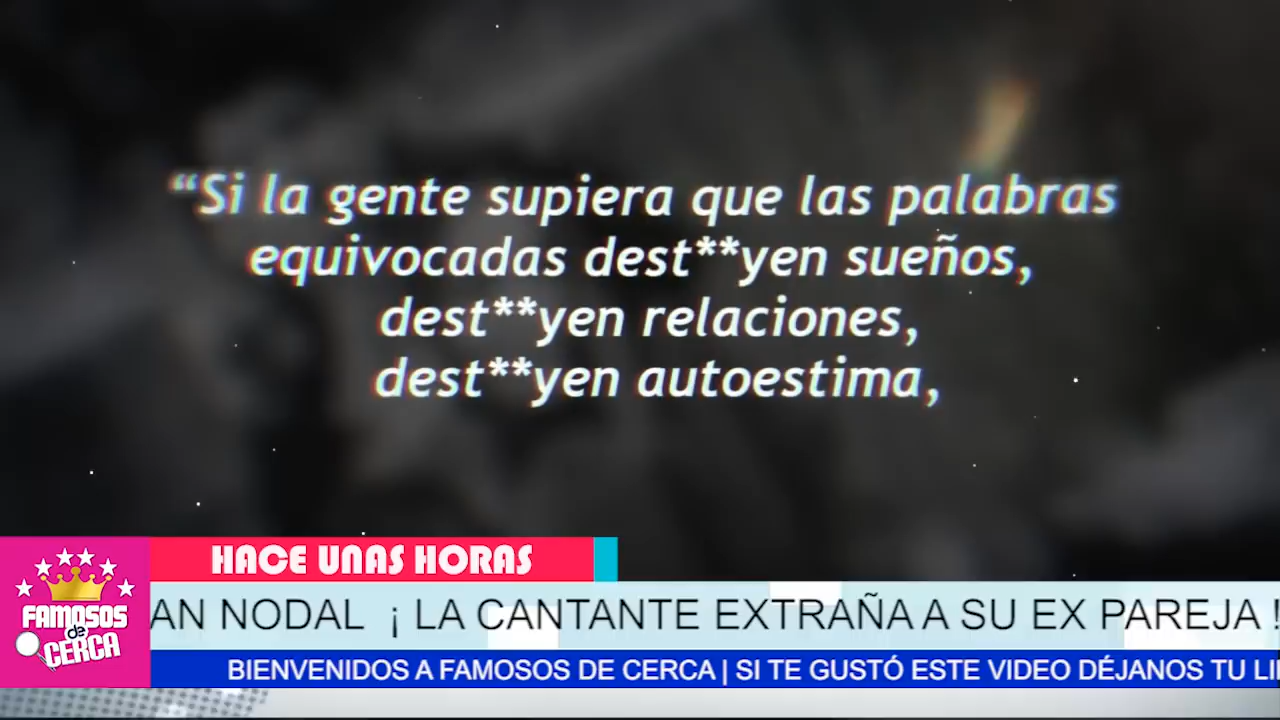 “Si la gente supiera que las palabras
equivocadas dest**yen sueños,
dest**yen relaciones,
dest**yen autoestima,
HACE UNAS HORAS
FAMOSOS
de
CERCA
AN NODAL ¡ LA CANTANTE EXTRAÑA A SU EX PAREJA !
BIENVENIDOS A FAMOSOS DE CERCA | SI TE GUSTÓ ESTE VIDEO DÉJANOS TU LI